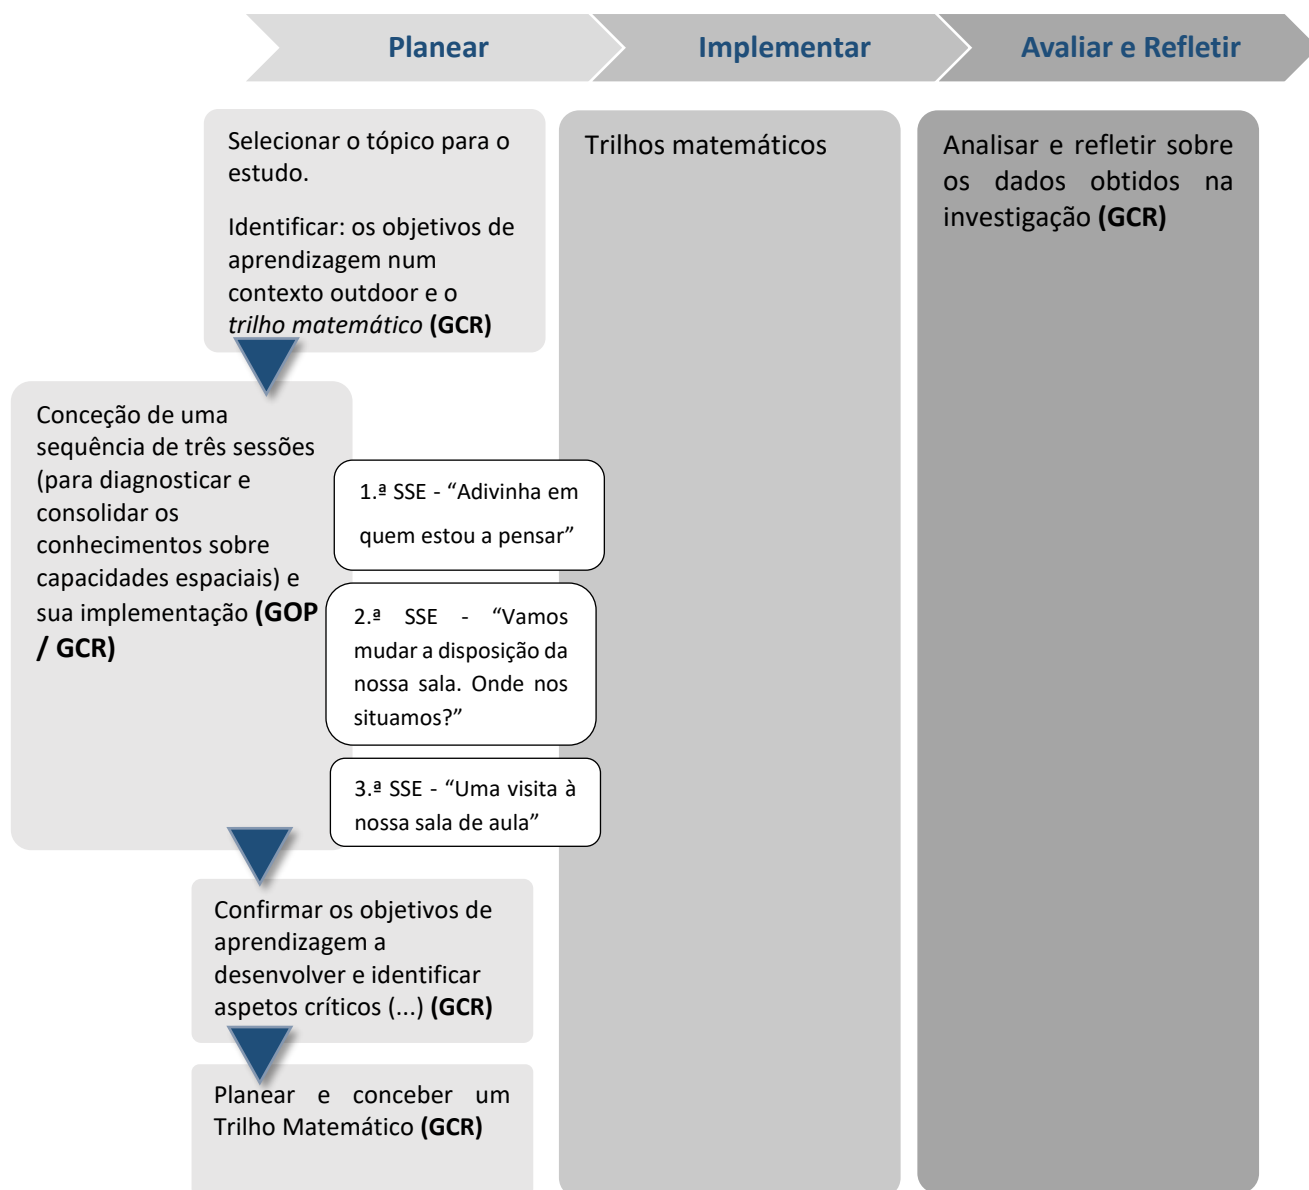 Planear
Implementar
Avaliar e Refletir
Selecionar o tópico para o
estudo.
Identificar: os objetivos de
aprendizagem num
contexto outdoor e o
trilho matemático (GCR)
Conceção de uma
sequência de três sessões
(para diagnosticar e
consolidar os
conhecimentos sobre
capacidades espaciais) e
sua implementação (GOP
/ GCR)
1.ª SSE - “Adivinha em
quem estou a pensar”
2.ª SSE - “Vamos
mudar a disposição da
nossa sala. Onde nos
situamos?”
3.ª SSE - “Uma visita à
nossa sala de aula”
Confirmar os objetivos de
aprendizagem a
desenvolver e identificar
aspetos críticos (...) (GCR)
Planear e conceber um
Trilho Matemático (GCR)
Trilhos matemáticos
Analisar e refletir sobre
os dados obtidos na
investigação (GCR)